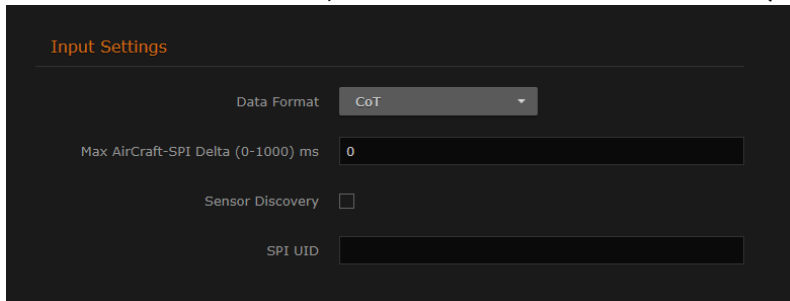 Input Settings
Data Format CoT
Max AirCraft-SPI Delta (0-1000) ms 0
Sensor Discovery
SPI UID